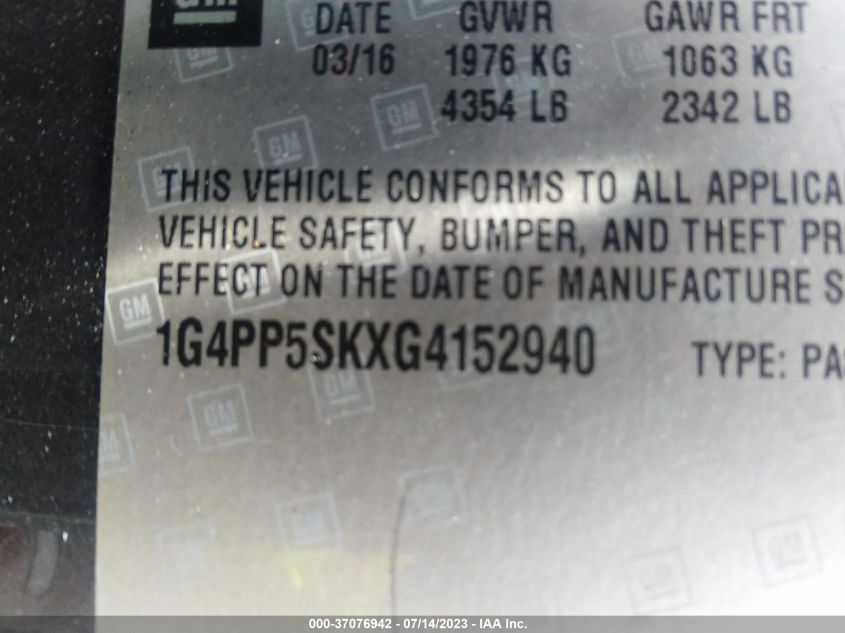 GM
DATE GVWR GAWR FRT
03/16 1976 KG 1063 KG
4354 LB 2342 LB
THIS VEHICLE CONFORMS TO ALL APPLICA
VEHICLE SAFETY, BUMPER, AND THEFT PR
EFFECT ON THE DATE OF MANUFACTURE S
1G4PP5SKXG4152940 TYPE: PAS
000-37076942 - 07/14/2023 - IAA Inc.